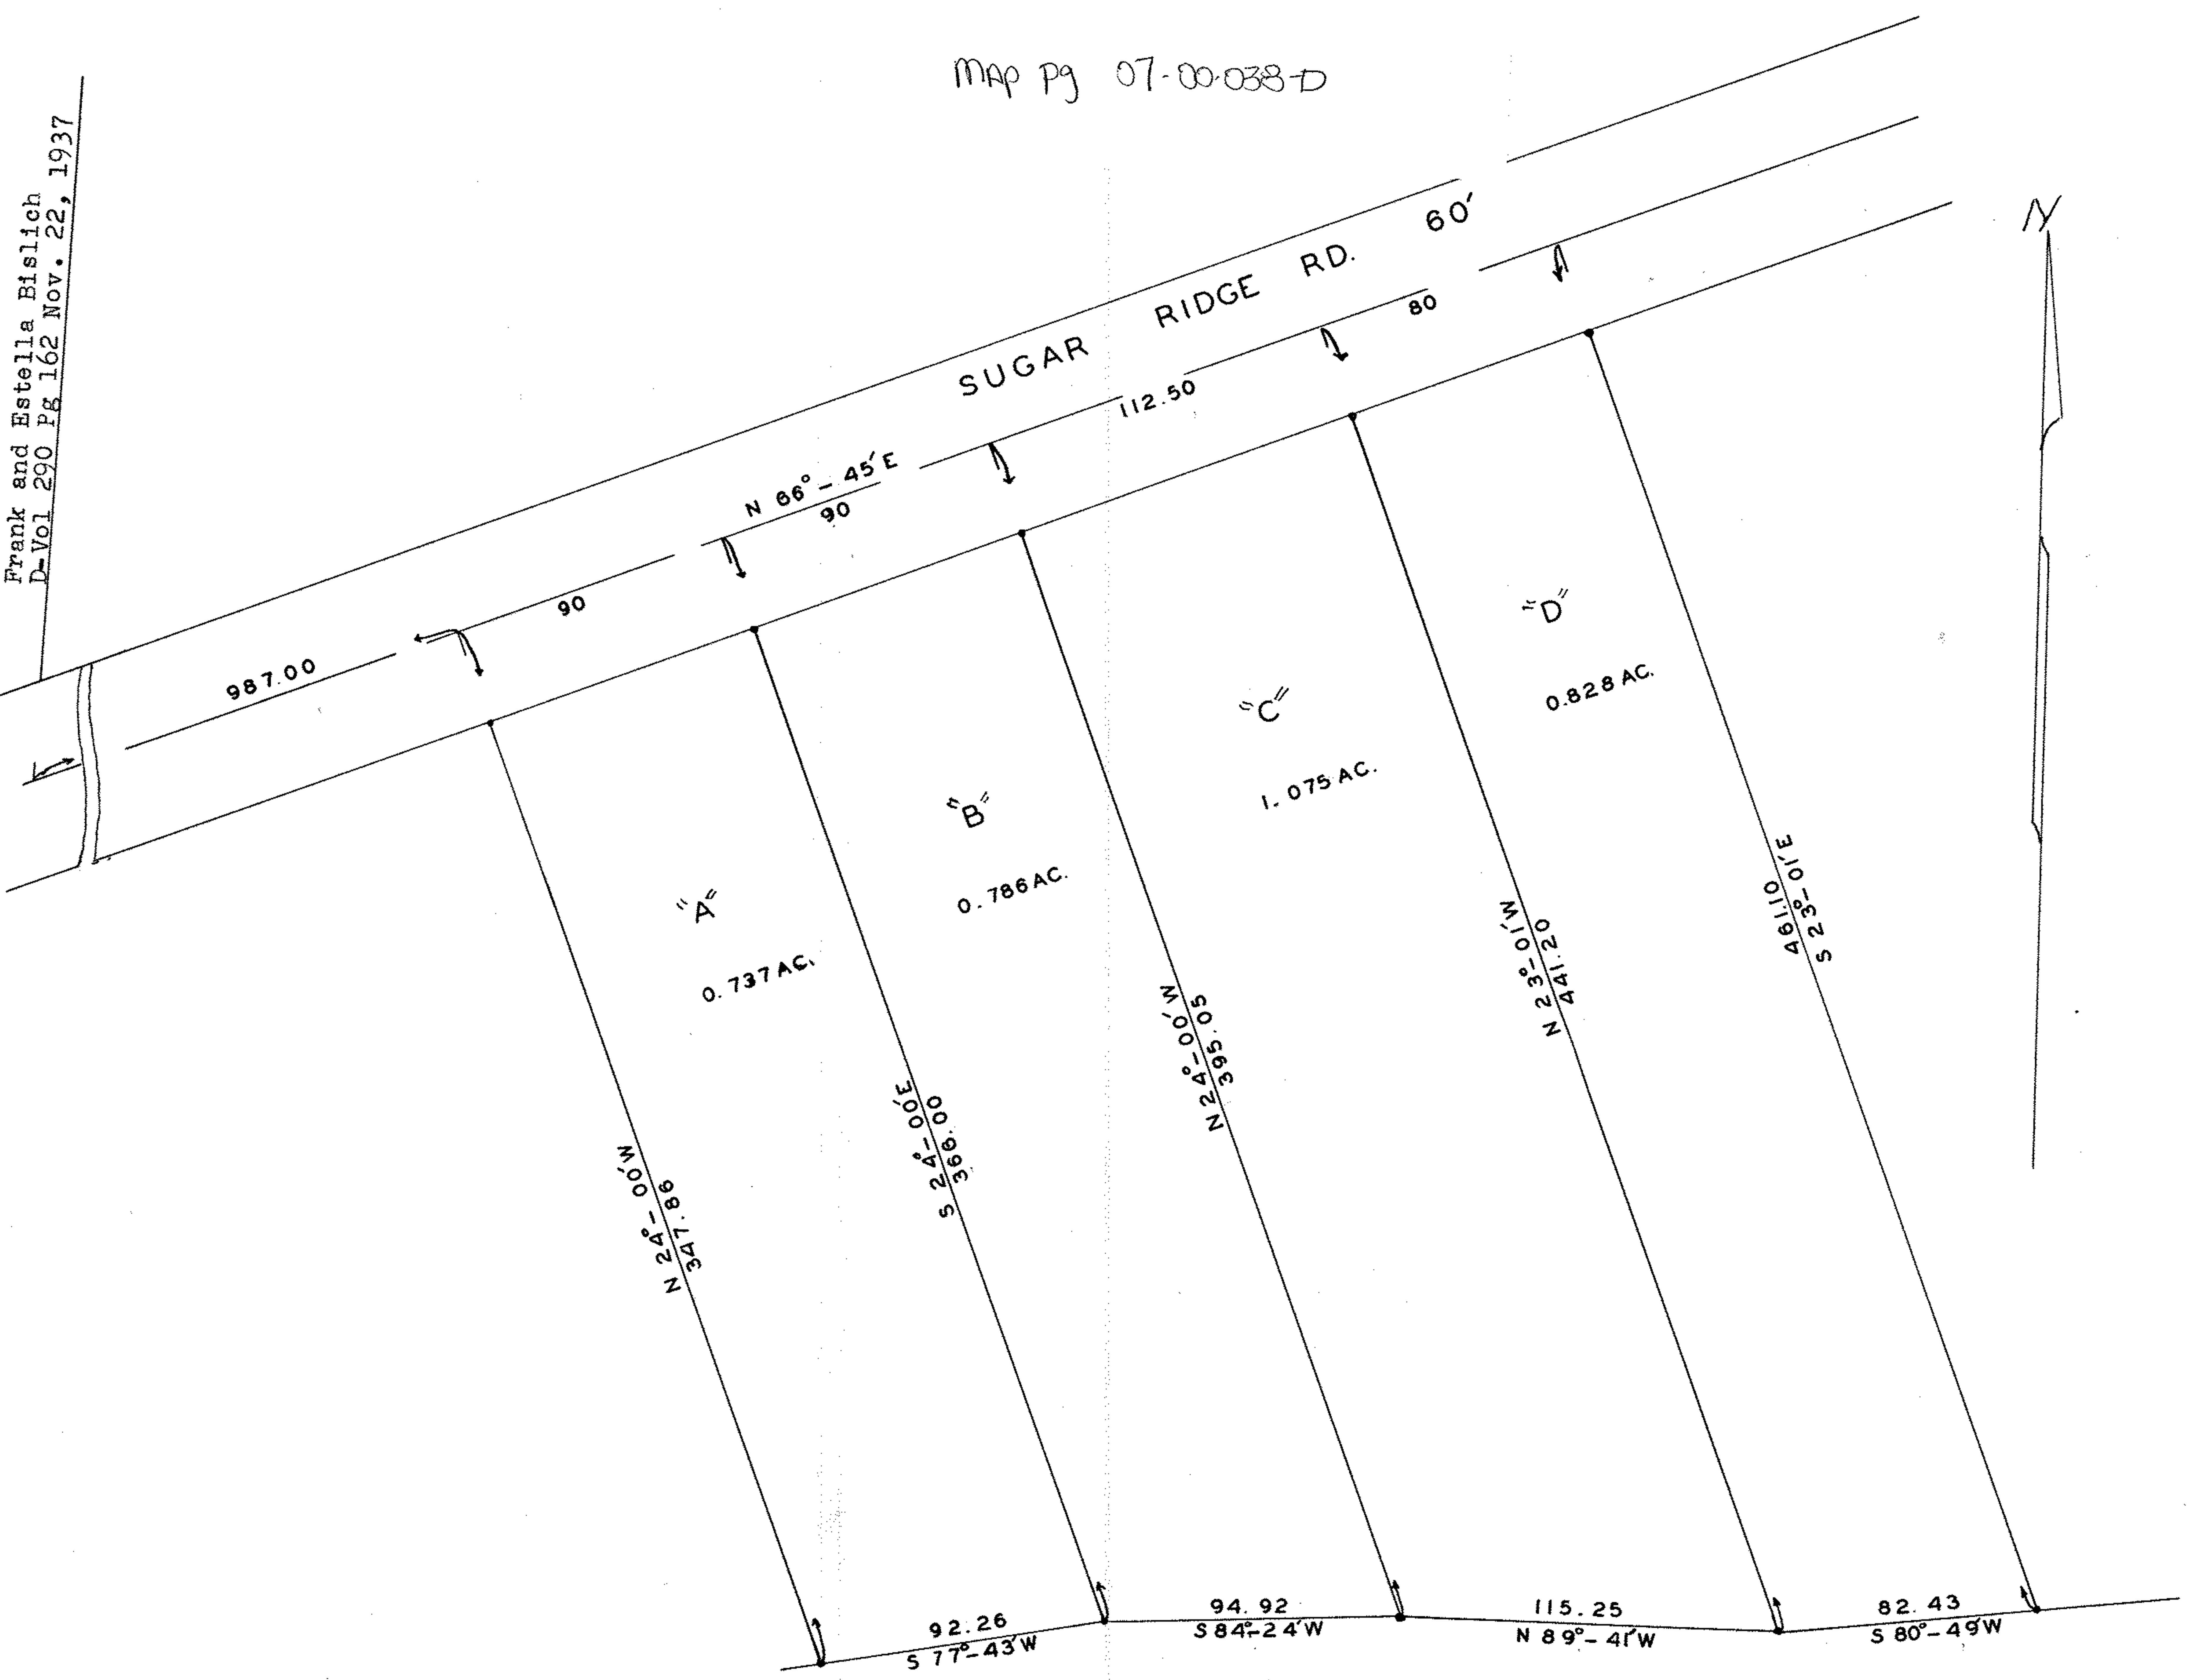 MAP Pg 07-00-038-D
Frank and Estella Bislich
D-Vol 290 Pg 162 Nov. 22, 1937
N
SUGAR RIDGE RD. 60'
80
112.50
N 66°-45'E
90
90
987.00
"D"
0.828 AC.
"C"
1.075 AC.
"B"
0.786 AC.
"A"
0.737 AC.
N 24°-00'W
347.86
S 24°-00'E
366.00
N 24°-00'W
395.05
N 23°-01'W
441.20
461.10
S 23°-01'E
92.26
S 77°-43'W
94.92
S 84°-24'W
115.25
N 89°-41'W
82.43
S 80°-49'W